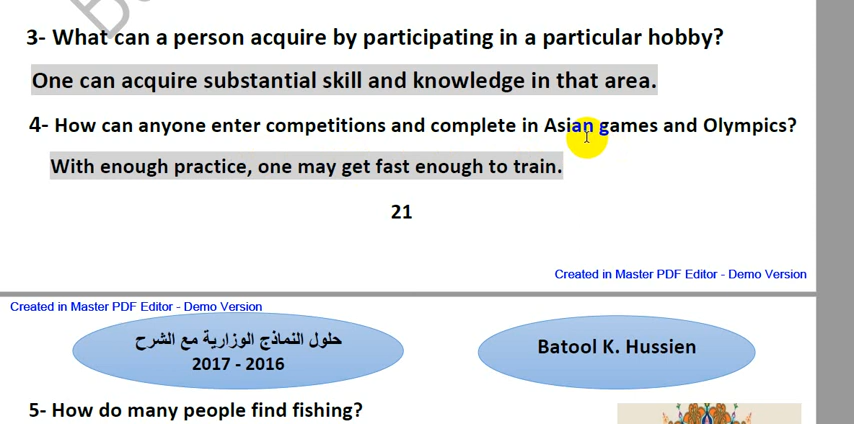 3- What can a person acquire by participating in a particular hobby?
One can acquire substantial skill and knowledge in that area.
4- How can anyone enter competitions and complete in Asian games and Olympics?
With enough practice, one may get fast enough to train.
21
Created in Master PDF Editor - Demo Version
Created in Master PDF Editor - Demo Version
حلول النماذج الوزارية مع الشرح
2017 - 2016
Batool K. Hussien
5- How do many people find fishing?